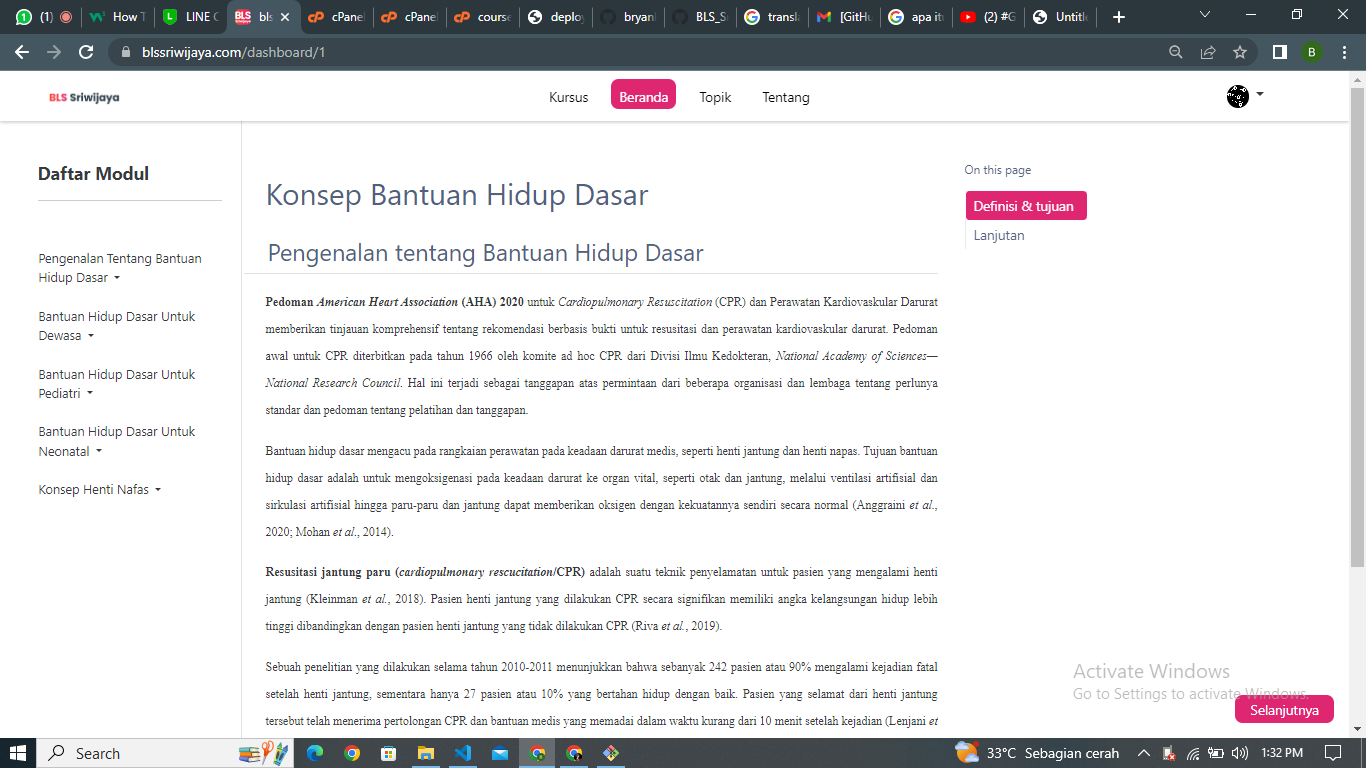 (1)
How T
LINE C
bls
cPanel
cPanel
course
deploy
bryan
BLS_S
transla
[GitHu
apa it
(2) #G
Untitl
blssriwijaya.com/dashboard/1
B
BLS Sriwijaya
Kursus
Beranda
Topik
Tentang
Daftar Modul
Pengenalan Tentang Bantuan
Hidup Dasar
Bantuan Hidup Dasar Untuk
Dewasa
Bantuan Hidup Dasar Untuk
Pediatri
Bantuan Hidup Dasar Untuk
Neonatal
Konsep Henti Nafas
Konsep Bantuan Hidup Dasar
Pengenalan tentang Bantuan Hidup Dasar
Pedoman American Heart Association (AHA) 2020 untuk Cardiopulmonary Resuscitation (CPR) dan Perawatan Kardiovaskular Darurat
memberikan tinjauan komprehensif tentang rekomendasi berbasis bukti untuk resusitasi dan perawatan kardiovaskular darurat. Pedoman
awal untuk CPR diterbitkan pada tahun 1966 oleh komite ad hoc CPR dari Divisi Ilmu Kedokteran, National Academy of Sciences—
National Research Council. Hal ini terjadi sebagai tanggapan atas permintaan dari beberapa organisasi dan lembaga tentang perlunya
standar dan pedoman tentang pelatihan dan tanggapan.
Bantuan hidup dasar mengacu pada rangkaian perawatan pada keadaan darurat medis, seperti henti jantung dan henti napas. Tujuan bantuan
hidup dasar adalah untuk mengoksigenasi pada keadaan darurat ke organ vital, seperti otak dan jantung, melalui ventilasi artifisial dan
sirkulasi artifisial hingga paru-paru dan jantung dapat memberikan oksigen dengan kekuatannya sendiri secara normal (Anggraini et al.,
2020; Mohan et al., 2014).
Resusitasi jantung paru (cardiopulmonary rescucitation/CPR) adalah suatu teknik penyelamatan untuk pasien yang mengalami henti
jantung (Kleinman et al., 2018). Pasien henti jantung yang dilakukan CPR secara signifikan memiliki angka kelangsungan hidup lebih
tinggi dibandingkan dengan pasien henti jantung yang tidak dilakukan CPR (Riva et al., 2019).
Sebuah penelitian yang dilakukan selama tahun 2010-2011 menunjukkan bahwa sebanyak 242 pasien atau 90% mengalami kejadian fatal
setelah henti jantung, sementara hanya 27 pasien atau 10% yang bertahan hidup dengan baik. Pasien yang selamat dari henti jantung
tersebut telah menerima pertolongan CPR dan bantuan medis yang memadai dalam waktu kurang dari 10 menit setelah kejadian (Lenjani et
On this page
Definisi & tujuan
Lanjutan
Activate Windows
Go to Settings to activate Windows.
Selanjutnya
Search
33°C Sebagian cerah
1:32 PM